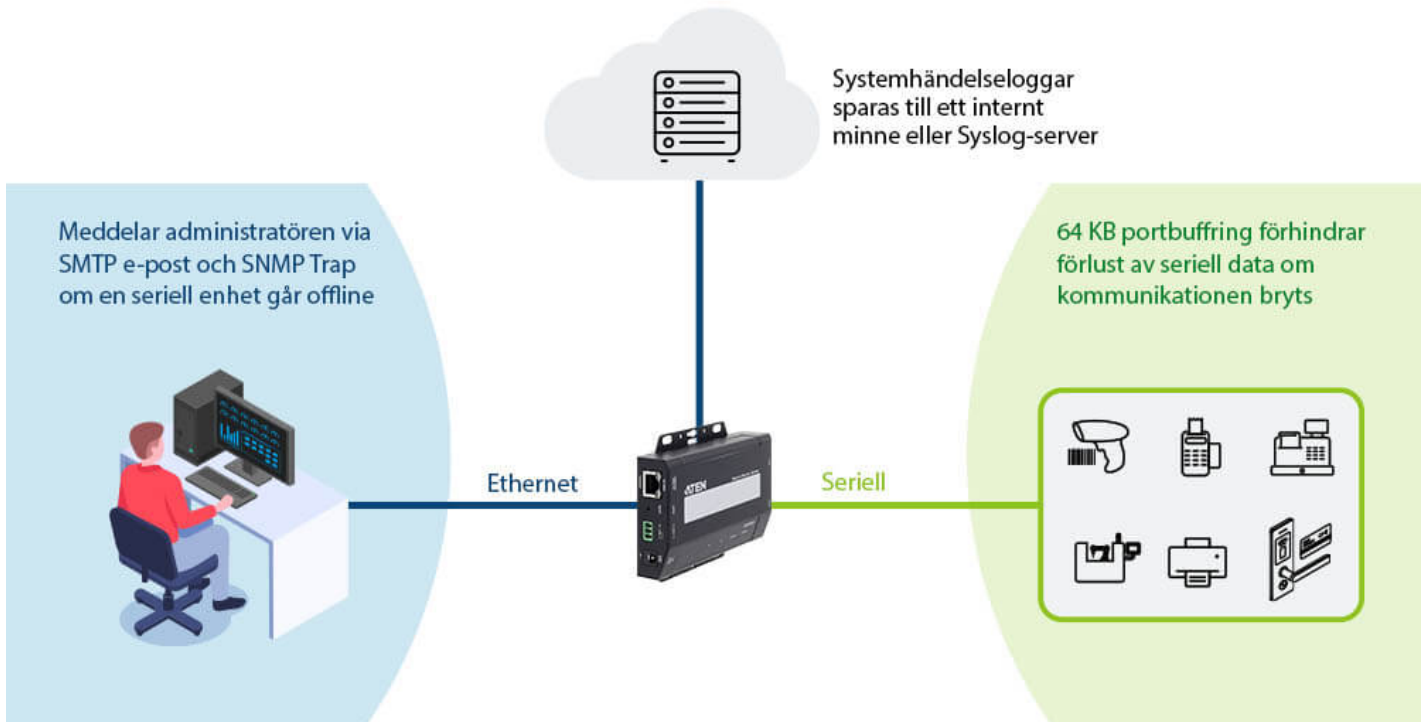 Systemhändelseloggar
sparas till ett internt
minne eller Syslog-server
Meddelar administratören via
SMTP e-post och SNMP Trap
om en seriell enhet går offline
64 KB portbuffring förhindrar
förlust av seriell data om
kommunikationen bryts
Ethernet
ATEN
Seriell